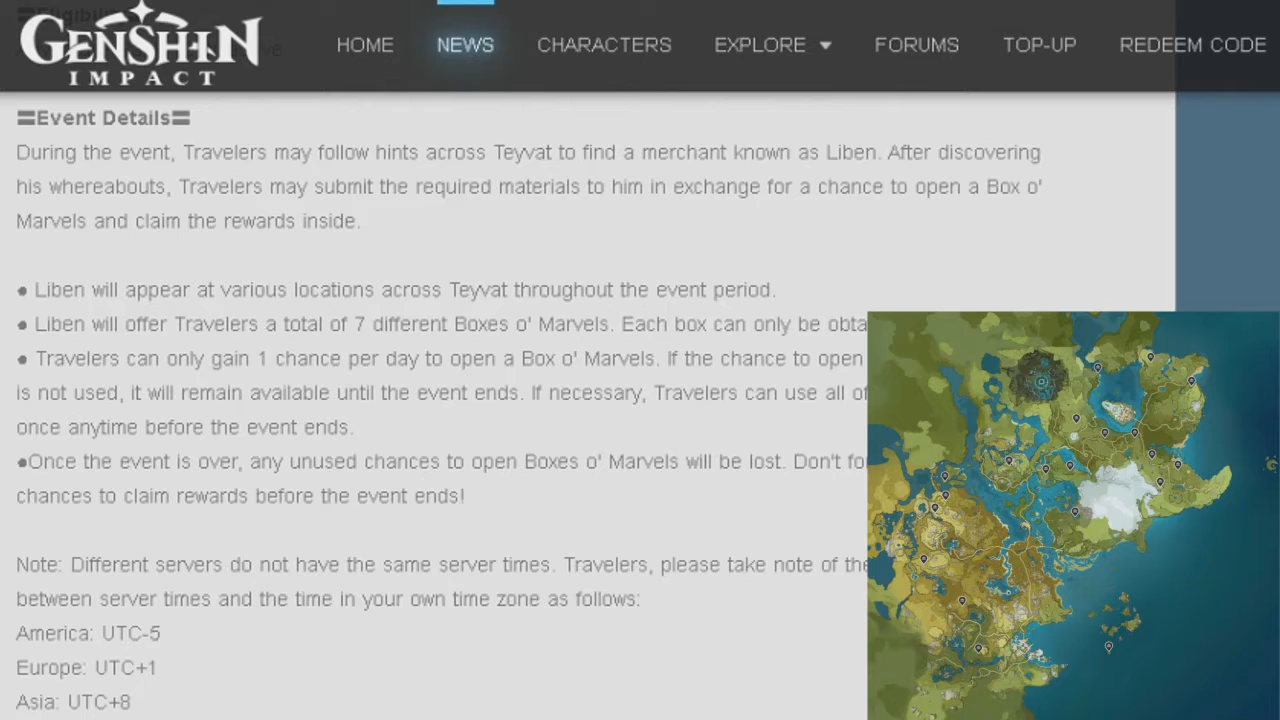 GENSHIN
IMPACT
HOME
NEWS
CHARACTERS
EXPLORE
FORUMS
TOP-UP
REDEEM CODE
〓Event Details〓
During the event, Travelers may follow hints across Teyvat to find a merchant known as Liben. After discovering
his whereabouts, Travelers may submit the required materials to him in exchange for a chance to open a Box o'
Marvels and claim the rewards inside.
● Liben will appear at various locations across Teyvat throughout the event period.
● Liben will offer Travelers a total of 7 different Boxes o' Marvels. Each box can only be obta
● Travelers can only gain 1 chance per day to open a Box o' Marvels. If the chance to open
is not used, it will remain available until the event ends. If necessary, Travelers can use all of
once anytime before the event ends.
●Once the event is over, any unused chances to open Boxes o' Marvels will be lost. Don't fo
chances to claim rewards before the event ends!
Note: Different servers do not have the same server times. Travelers, please take note of the
between server times and the time in your own time zone as follows:
America: UTC-5
Europe: UTC+1
Asia: UTC+8